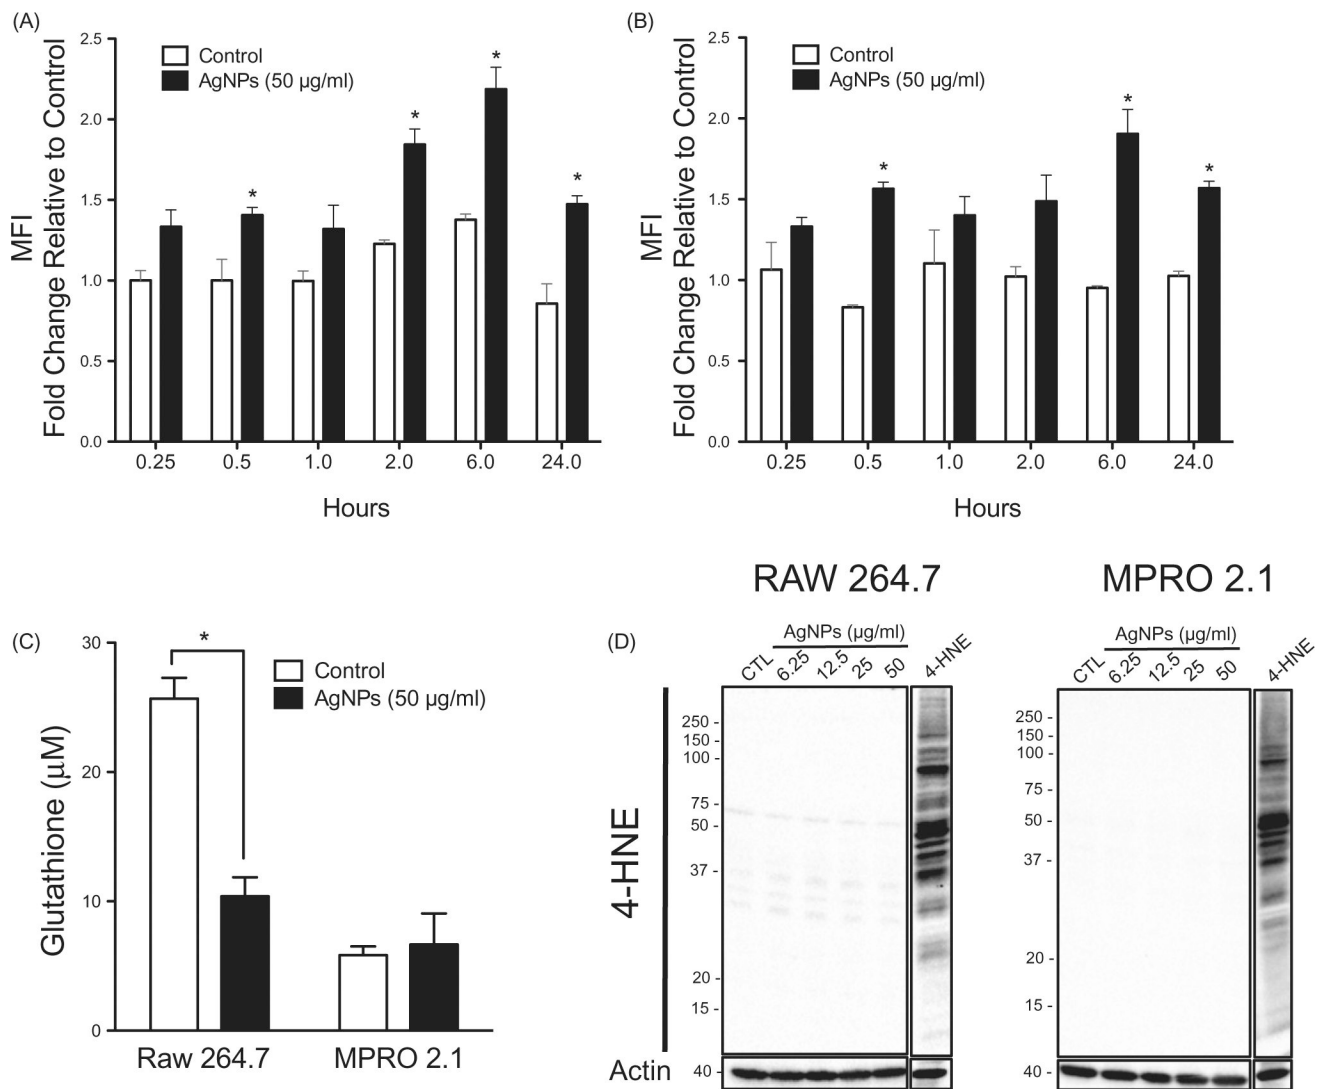 (A)
MFI
Fold Change Relative to Control
2.5
2.0
1.5
1.0
0.5
0.0
Control
AgNPs (50 µg/ml)
*
*
*
*
0.25 0.5 1.0 2.0 6.0 24.0
Hours
(B)
MFI
Fold Change Relative to Control
2.5
2.0
1.5
1.0
0.5
0.0
Control
AgNPs (50 µg/ml)
*
*
*
0.25 0.5 1.0 2.0 6.0 24.0
Hours
(C)
Glutathione (µM)
30
20
10
0
*
Control
AgNPs (50 µg/ml)
Raw 264.7 MPRO 2.1
(D)
RAW 264.7
AgNPs (µg/ml)
CTL 6.25 12.5 25 50 4-HNE
4-HNE
250 -
150 -
100 -
75 -
50 -
37 -
20 -
15 -
Actin 40 -
MPRO 2.1
AgNPs (µg/ml)
CTL 6.25 12.5 25 50 4-HNE
250 -
150 -
100 -
75 -
50 -
37 -
20 -
15 -
40 -